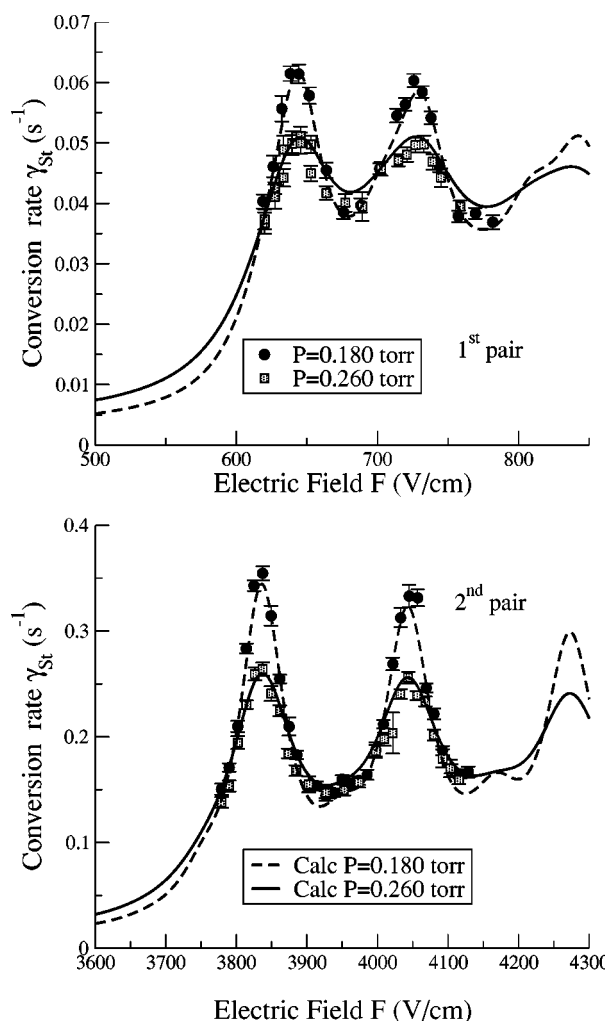 0.07
0.06
0.05
0.04
0.03
0.02
0.01
0
Conversion rate γSt (s-1)
P=0.180 torr
P=0.260 torr
1st pair
500 600 700 800
Electric Field F (V/cm)
0.4
0.3
0.2
0.1
0
Conversion rate γSt (s-1)
2nd pair
Calc P=0.180 torr
Calc P=0.260 torr
3600 3700 3800 3900 4000 4100 4200 4300
Electric Field F (V/cm)